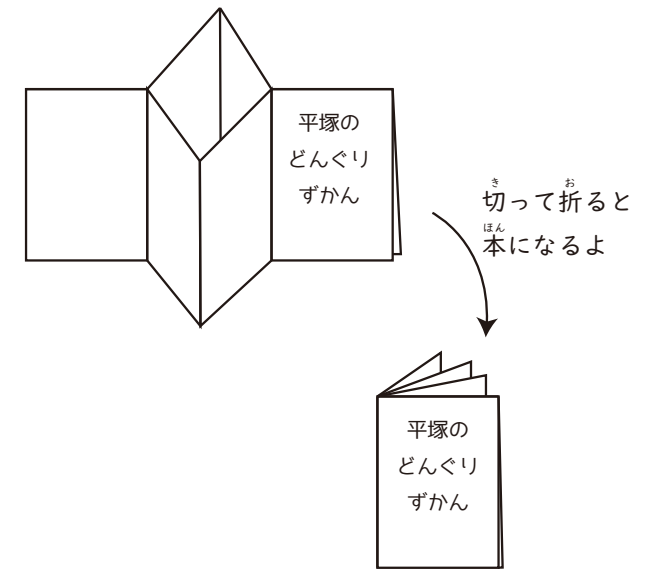 平塚の
どんぐり
ずかん
切って折ると
本になるよ
平塚の
どんぐり
ずかん